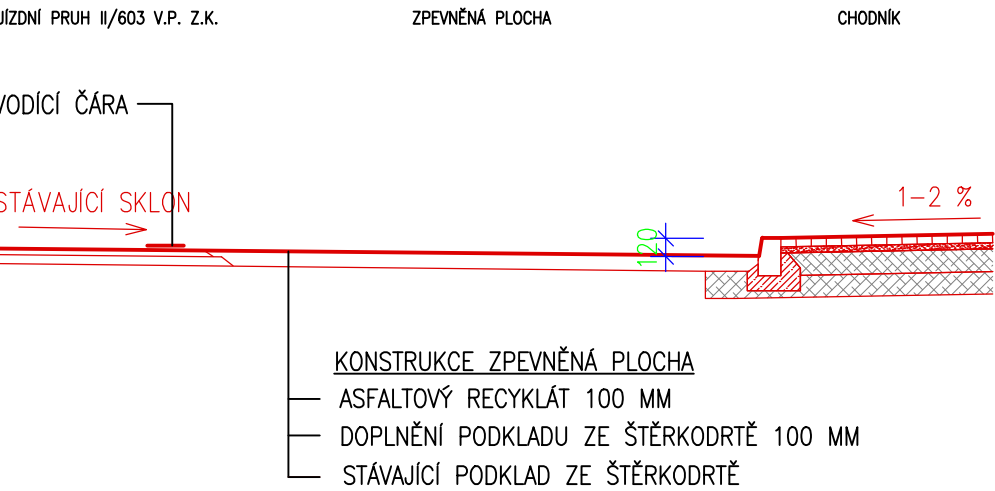 JÍZDNÍ PRUH II/603 V.P. Z.K.
ZPEVNĚNÁ PLOCHA
CHODNÍK
VODÍCÍ ČÁRA
STÁVAJÍCÍ SKLON
1-2 %
120
KONSTRUKCE ZPEVNĚNÁ PLOCHA
ASFALTOVÝ RECYKLÁT 100 MM
DOPLNĚNÍ PODKLADU ZE ŠTĚRKODRTĚ 100 MM
STÁVAJÍCÍ PODKLAD ZE ŠTĚRKODRTĚ